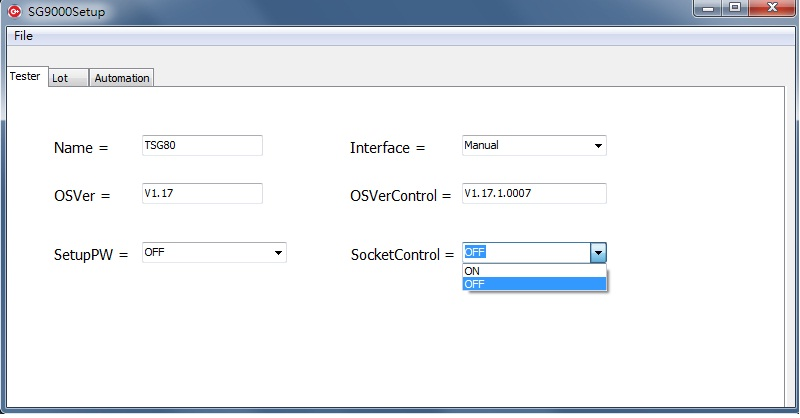 SG9000Setup
File
Tester Lot Automation
Name = TSG80 Interface = Manual
OSVer = V1.17 OSVerControl = V1.17.1.0007
SetupPW = OFF SocketControl = OFF
ON
OFF